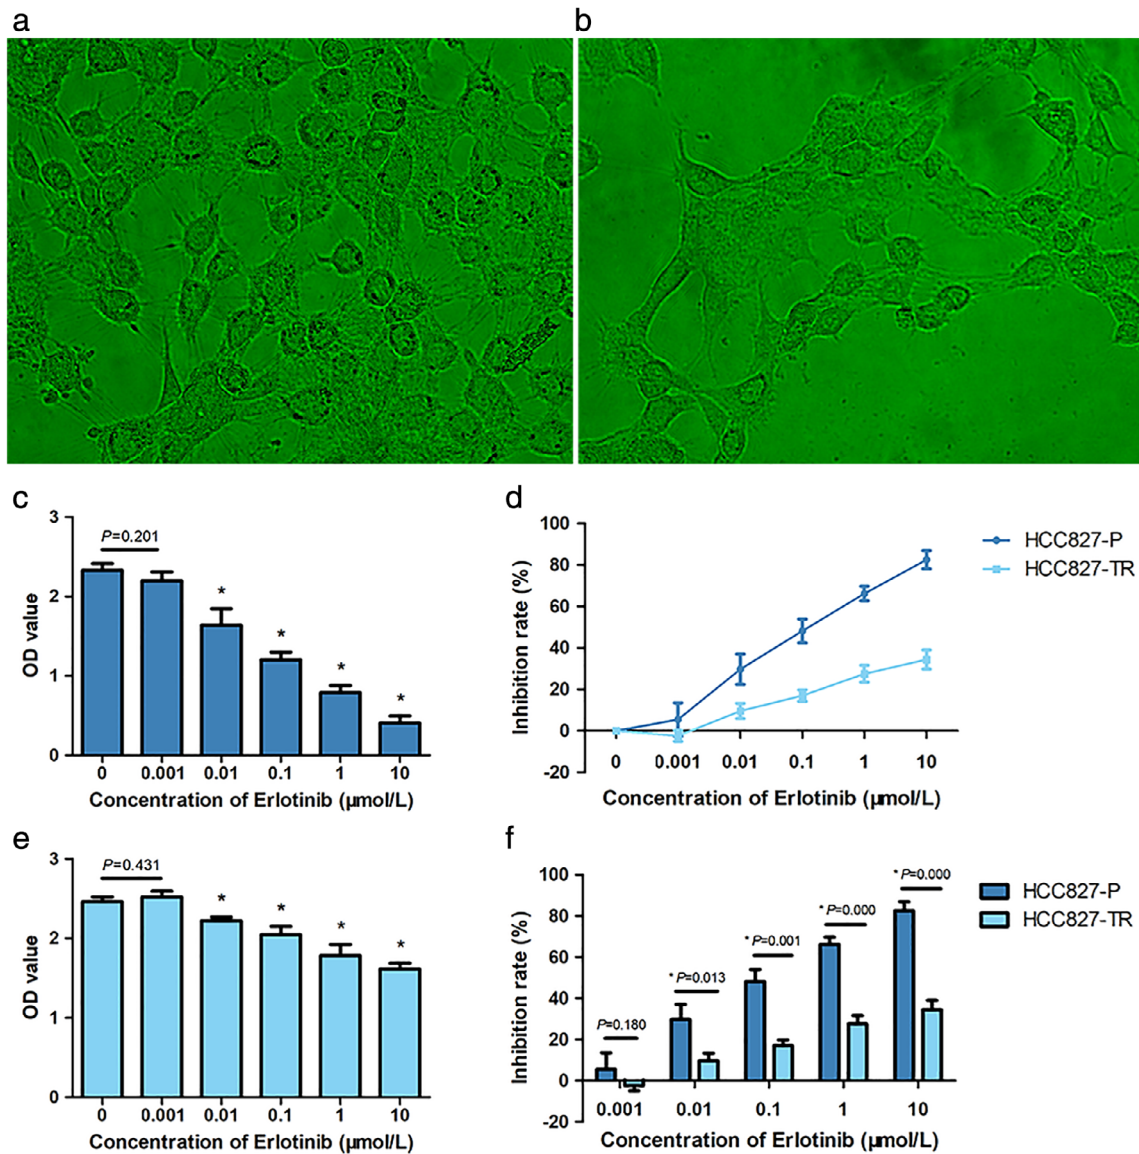 a
b
c
3
2
1
0
OD value
P=0.201
*
*
*
*
0
0.001
0.01
0.1
1
10
Concentration of Erlotinib (µmol/L)
d
100
80
60
40
20
0
-20
Inhibition rate (%)
HCC827-P
HCC827-TR
0
0.001
0.01
0.1
1
10
Concentration of Erlotinib (µmol/L)
e
3
2
1
0
OD value
P=0.431
*
*
*
*
0
0.001
0.01
0.1
1
10
Concentration of Erlotinib (µmol/L)
f
100
80
60
40
20
0
-20
Inhibition rate (%)
P=0.180
* P=0.013
* P=0.001
* P=0.000
* P=0.000
HCC827-P
HCC827-TR
0.001
0.01
0.1
1
10
Concentration of Erlotinib (µmol/L)